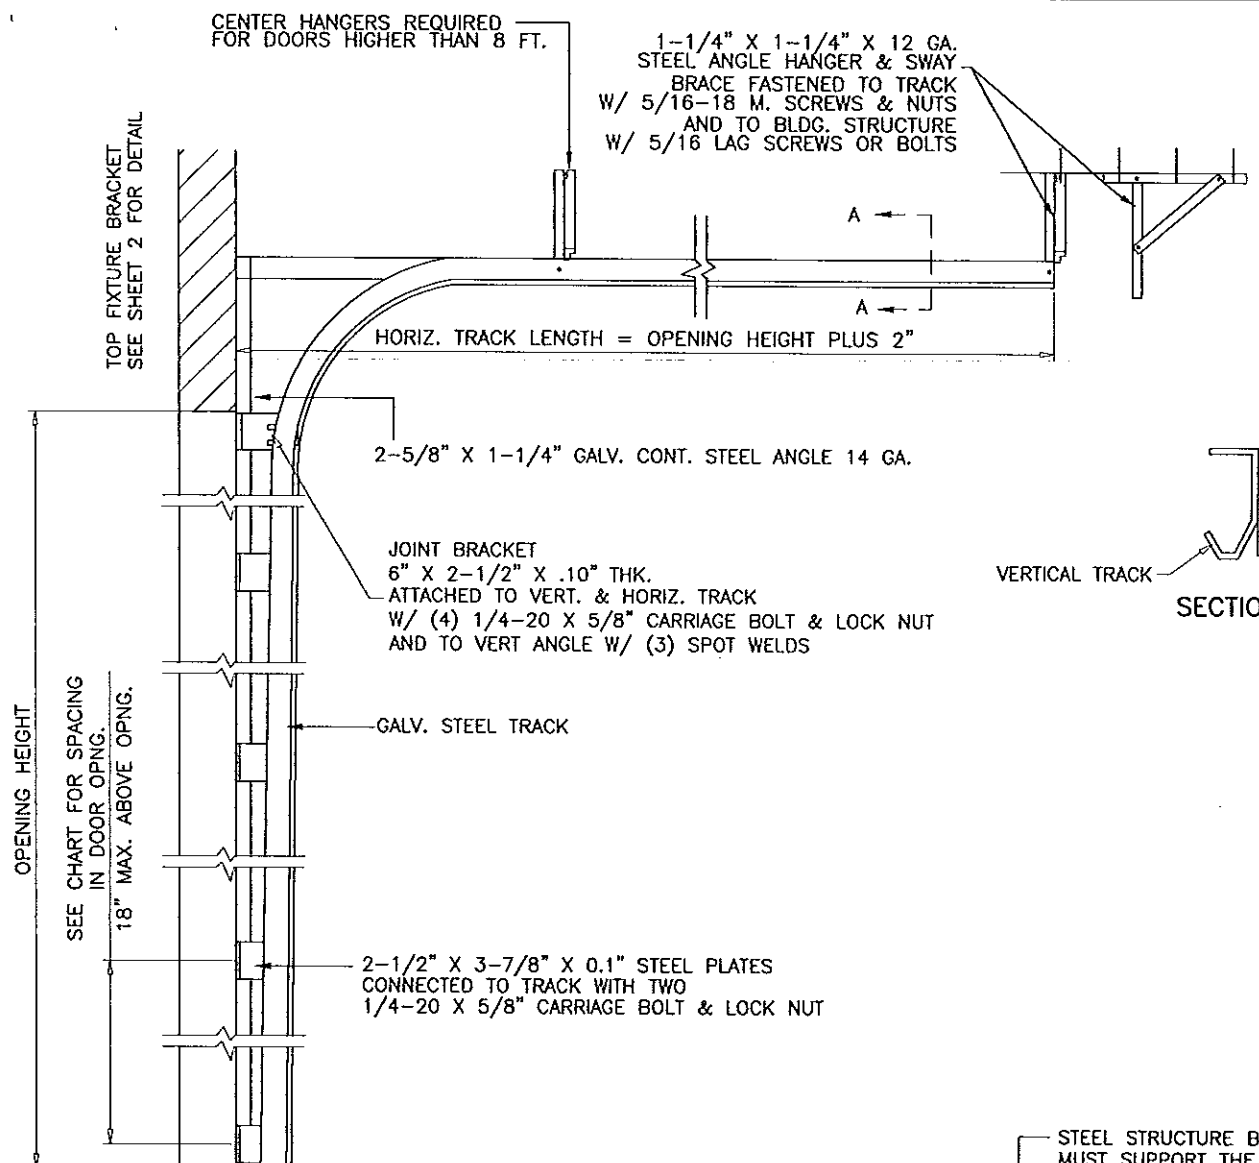 CENTER HANGERS REQUIRED
FOR DOORS HIGHER THAN 8 FT.
1-1/4" X 1-1/4" X 12 GA.
STEEL ANGLE HANGER & SWAY
BRACE FASTENED TO TRACK
W/ 5/16-18 M. SCREWS & NUTS
AND TO BLDG. STRUCTURE
W/ 5/16 LAG SCREWS OR BOLTS
TOP FIXTURE BRACKET
SEE SHEET 2 FOR DETAIL
A
A
HORIZ. TRACK LENGTH = OPENING HEIGHT PLUS 2"
2-5/8" X 1-1/4" GALV. CONT. STEEL ANGLE 14 GA.
JOINT BRACKET
6" X 2-1/2" X .10" THK.
ATTACHED TO VERT. & HORIZ. TRACK
W/ (4) 1/4-20 X 5/8" CARRIAGE BOLT & LOCK NUT
AND TO VERT ANGLE W/ (3) SPOT WELDS
VERTICAL TRACK
SECTIO
GALV. STEEL TRACK
OPENING HEIGHT
SEE CHART FOR SPACING
IN DOOR OPNG.
18" MAX. ABOVE OPNG.
2-1/2" X 3-7/8" X 0.1" STEEL PLATES
CONNECTED TO TRACK WITH TWO
1/4-20 X 5/8" CARRIAGE BOLT & LOCK NUT
STEEL STRUCTURE B
MUST SUPPORT THE